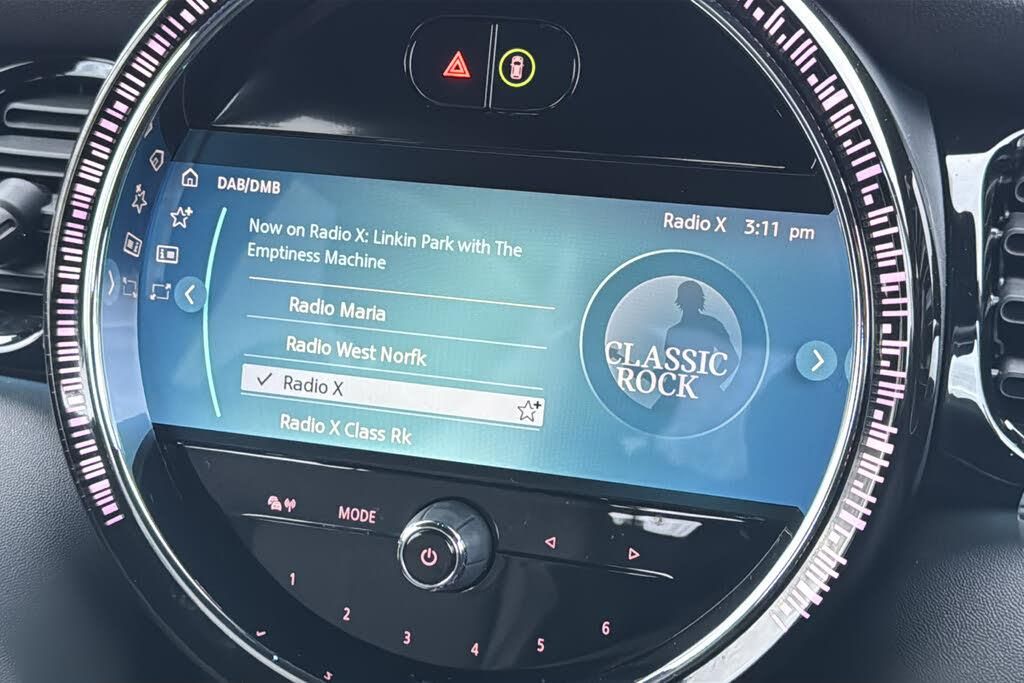 DAB/DMB
Radio X 3:11 pm
Now on Radio X: Linkin Park with The
Emptiness Machine
Radio Maria
Radio West Norfk
Radio X
Radio X Class Rk
CLASSIC
ROCK
MODE
1
2
3
4
5
6